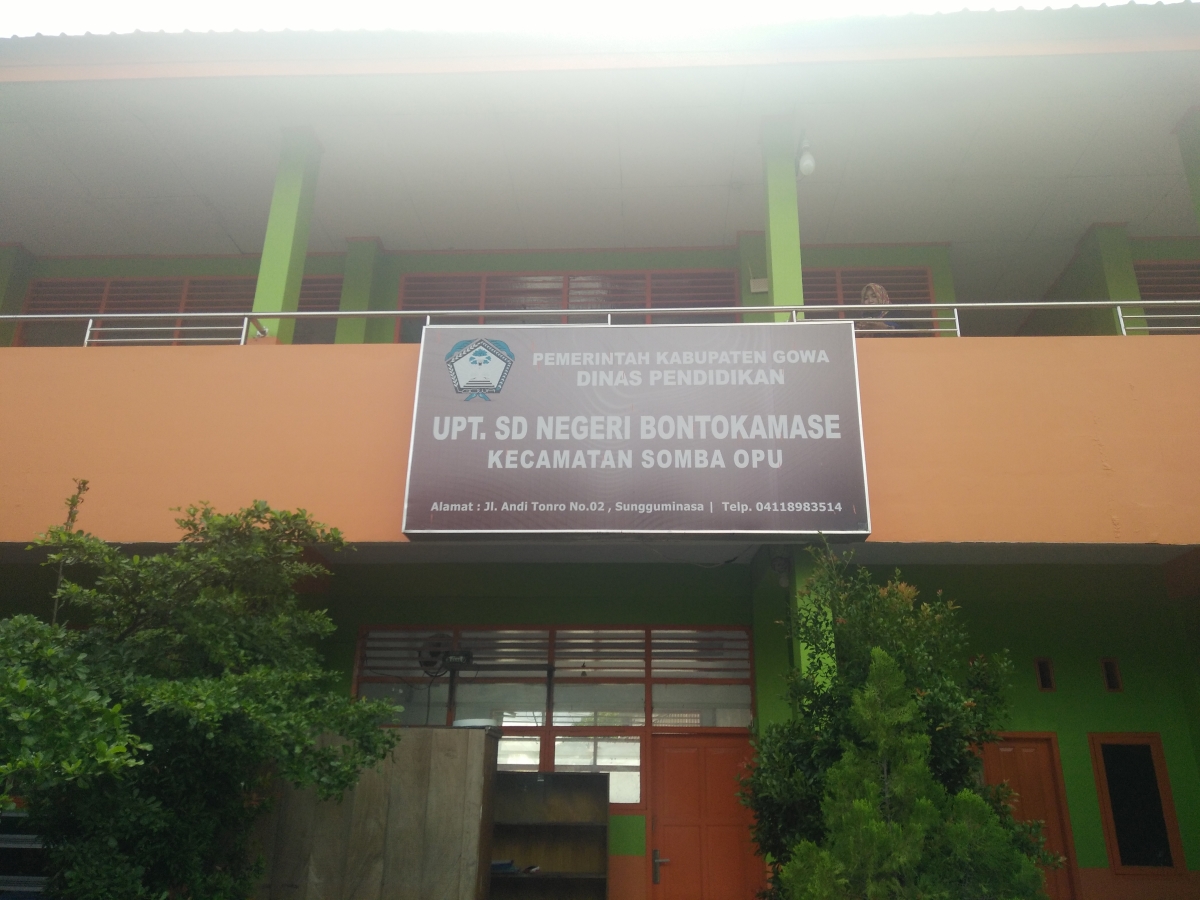 PEMERINTAH KABUPATEN GOWA
DINAS PENDIDIKAN
UPT. SD NEGERI BONTOKAMASE
KECAMATAN SOMBA OPU
Alamat : Jl. Andi Tonro No.02 , Sungguminasa | Telp. 04118983514